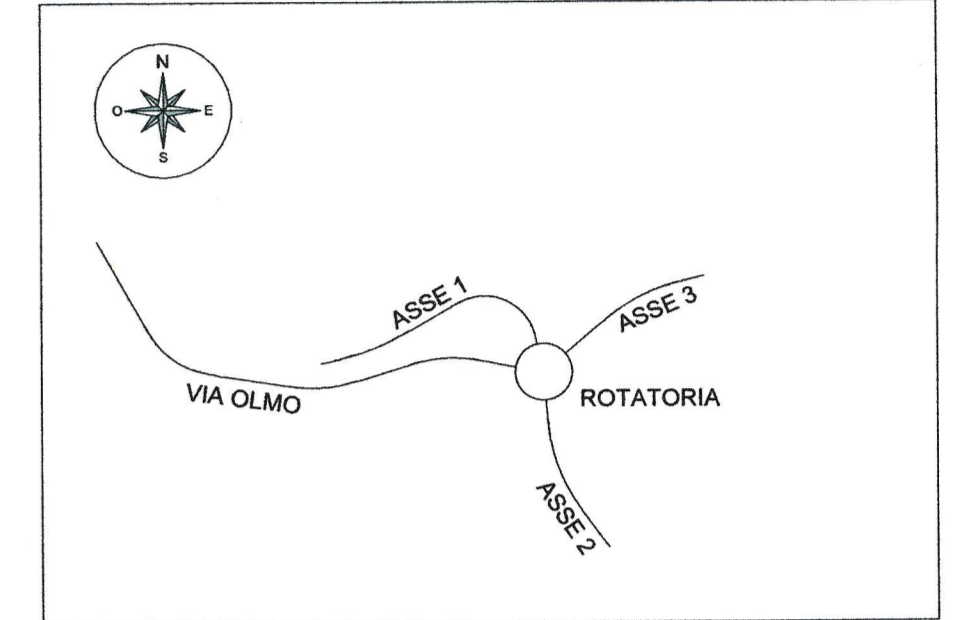 N
O E
S
ASSE 1
ASSE 3
VIA OLMO
ROTATORIA
ASSE 2